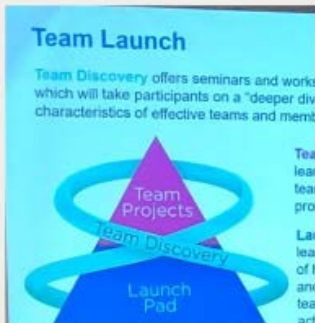 Team Launch
Team Discovery offers seminars and works
which will take participants on a "deeper div
characteristics of effective teams and memb
Team
Projects
Team Discovery
Launch
Pad
Tea
lea
tea
pro
La
lea
of
and
tea
act